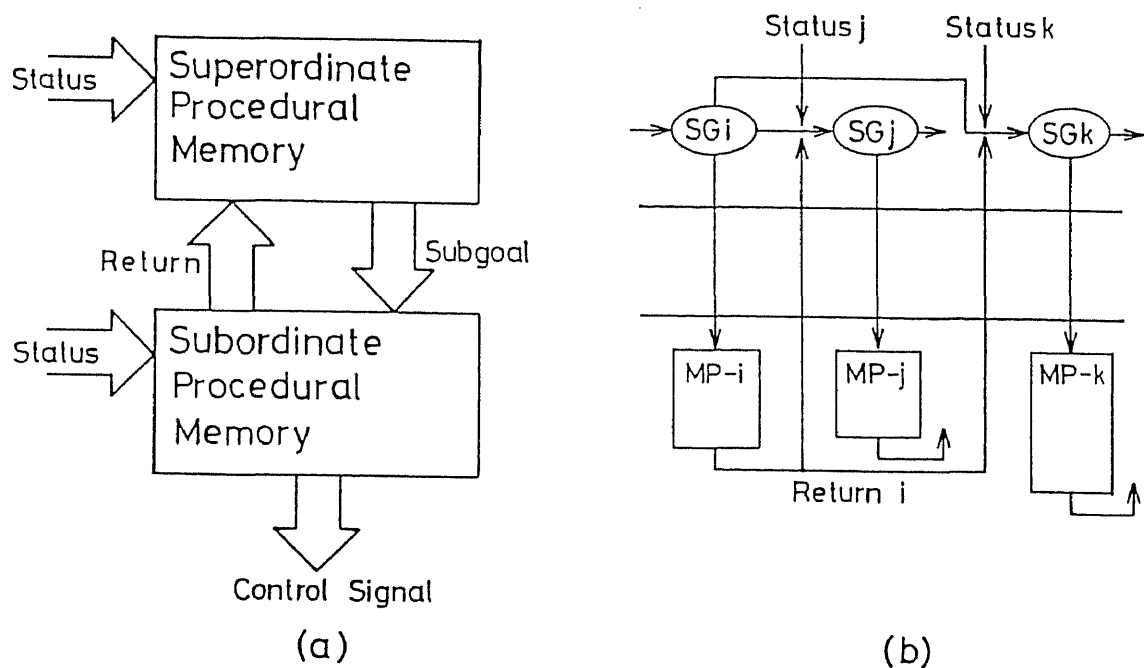 Status
Superordinate
Procedural
Memory
Return
Subgoal
Status
Subordinate
Procedural
Memory
Control Signal
(a)
Status j
Status k
SGi
SGj
SGk
MP-i
MP-j
MP-k
Return i
(b)